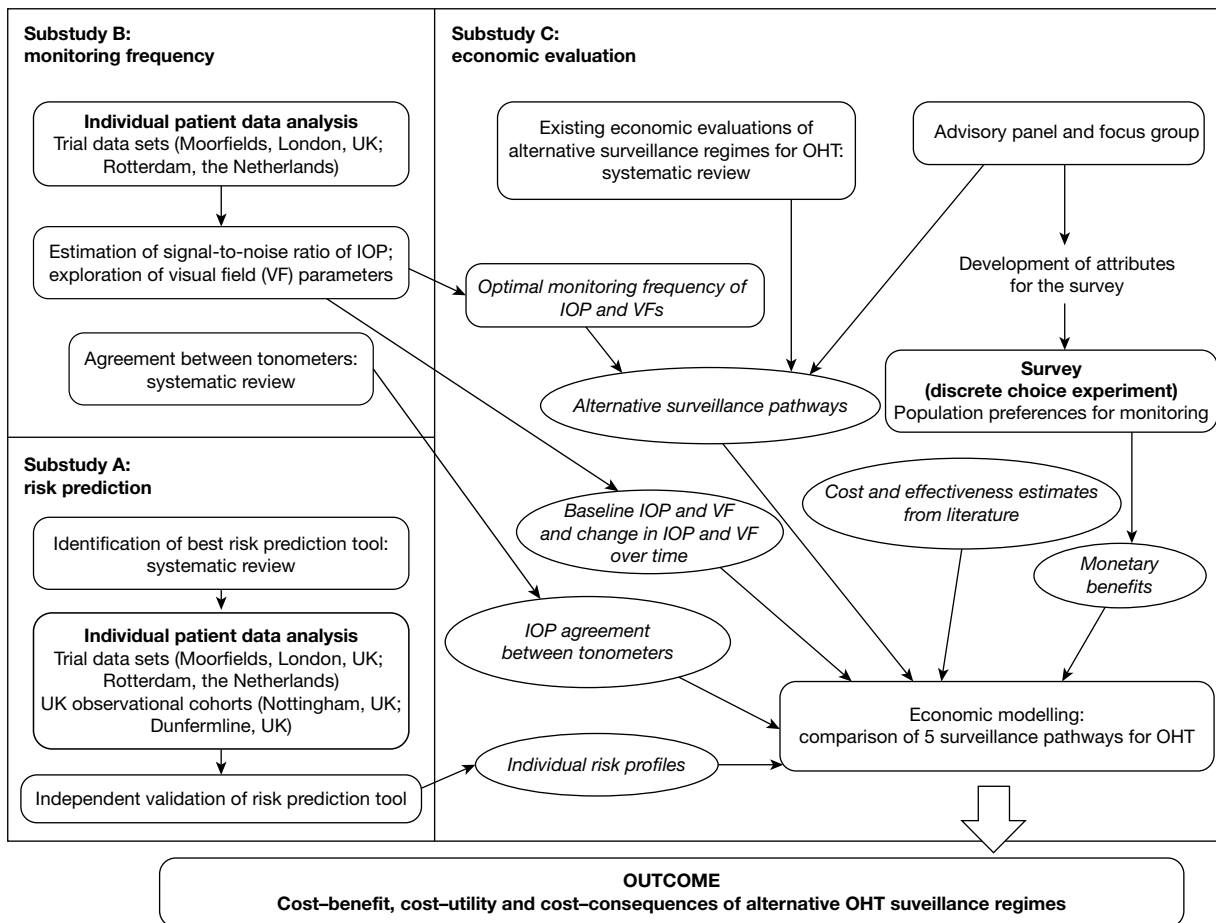 Substudy B:
monitoring frequency
Individual patient data analysis
Trial data sets (Moorfields, London, UK;
Rotterdam, the Netherlands)
Estimation of signal-to-noise ratio of IOP;
exploration of visual field (VF) parameters
Agreement between tonometers:
systematic review
Substudy A:
risk prediction
Identification of best risk prediction tool:
systematic review
Individual patient data analysis
Trial data sets (Moorfields, London, UK;
Rotterdam, the Netherlands)
UK observational cohorts (Nottingham, UK;
Dunfermline, UK)
Independent validation of risk prediction tool
Substudy C:
economic evaluation
Existing economic evaluations of
alternative surveillance regimes for OHT:
systematic review
Advisory panel and focus group
Optimal monitoring frequency of
IOP and VFs
Development of attributes
for the survey
Alternative surveillance pathways
Survey
(discrete choice experiment)
Population preferences for monitoring
Baseline IOP and VF
and change in IOP and VF
over time
Cost and effectiveness estimates
from literature
Monetary
benefits
IOP agreement
between tonometers
Individual risk profiles
Economic modelling:
comparison of 5 surveillance pathways for OHT
OUTCOME
Cost–benefit, cost–utility and cost–consequences of alternative OHT suveillance regimes